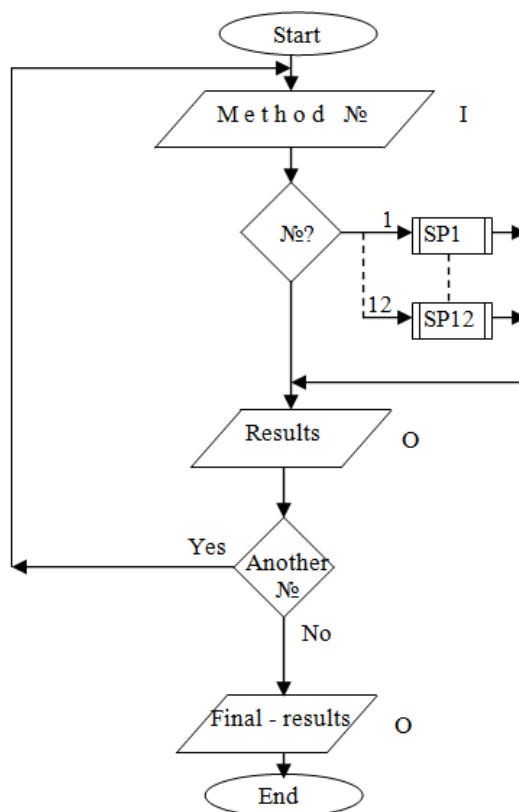 Start
Method №
I
№?
1
SP1
12
SP12
Results
O
Yes
Another
№
No
Final - results
O
End